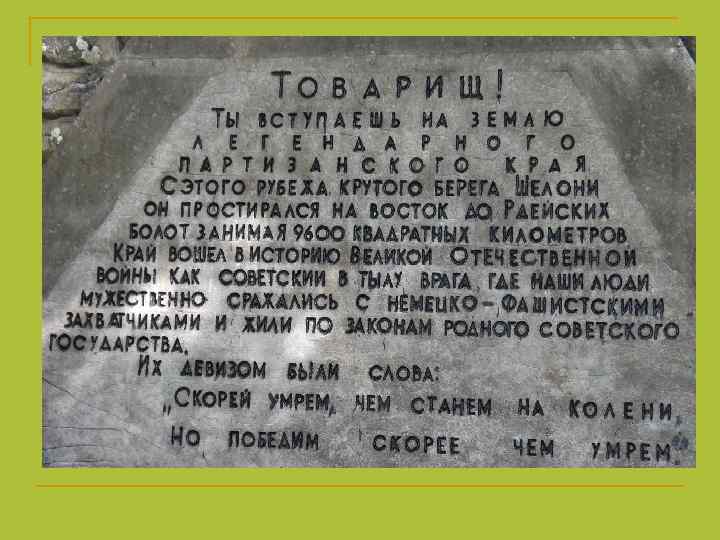 ТОВАРИЩ!
ТЫ ВСТУПАЕШЬ НА ЗЕМЛЮ
ЛЕГЕНДАРНОГО
ПАРТИЗАНСКОГО КРАЯ.
С ЭТОГО РУБЕЖА, КРУТОГО БЕРЕГА ШЕЛОНИ
ОН ПРОСТИРАЛСЯ НА ВОСТОК ДО РДЕЙСКИХ
БОЛОТ ЗАНИМАЯ 9600 КВАДРАТНЫХ КИЛОМЕТРОВ.
КРАЙ ВОШЕЛ В ИСТОРИЮ ВЕЛИКОЙ ОТЕЧЕСТВЕННОЙ
ВОЙНЫ КАК СОВЕТСКИЙ В ТЫЛУ ВРАГА, ГДЕ НАШИ ЛЮДИ
МУЖЕСТВЕННО СРАЖАЛИСЬ С НЕМЕЦКО-ФАШИСТСКИМИ
ЗАХВАТЧИКАМИ И ЖИЛИ ПО ЗАКОНАМ РОДНОГО СОВЕТСКОГО
ГОСУДАРСТВА.
ИХ ДЕВИЗОМ БЫЛИ СЛОВА:
„СКОРЕЙ УМРЕМ, ЧЕМ СТАНЕМ НА КОЛЕНИ,
НО ПОБЕДИМ СКОРЕЕ ЧЕМ УМРЕМ."